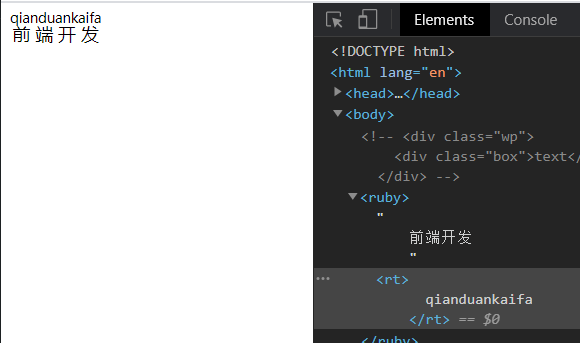 qianduankaifa
前端开发
Elements
Console
<!DOCTYPE html>
<html lang="en">
<head>…</head>
<body>
<!-- <div class="wp">
<div class="box">text</
</div> -->
<ruby>
"
前端开发
"
<rt>
qianduankaifa
</rt> == $0
</ruby>